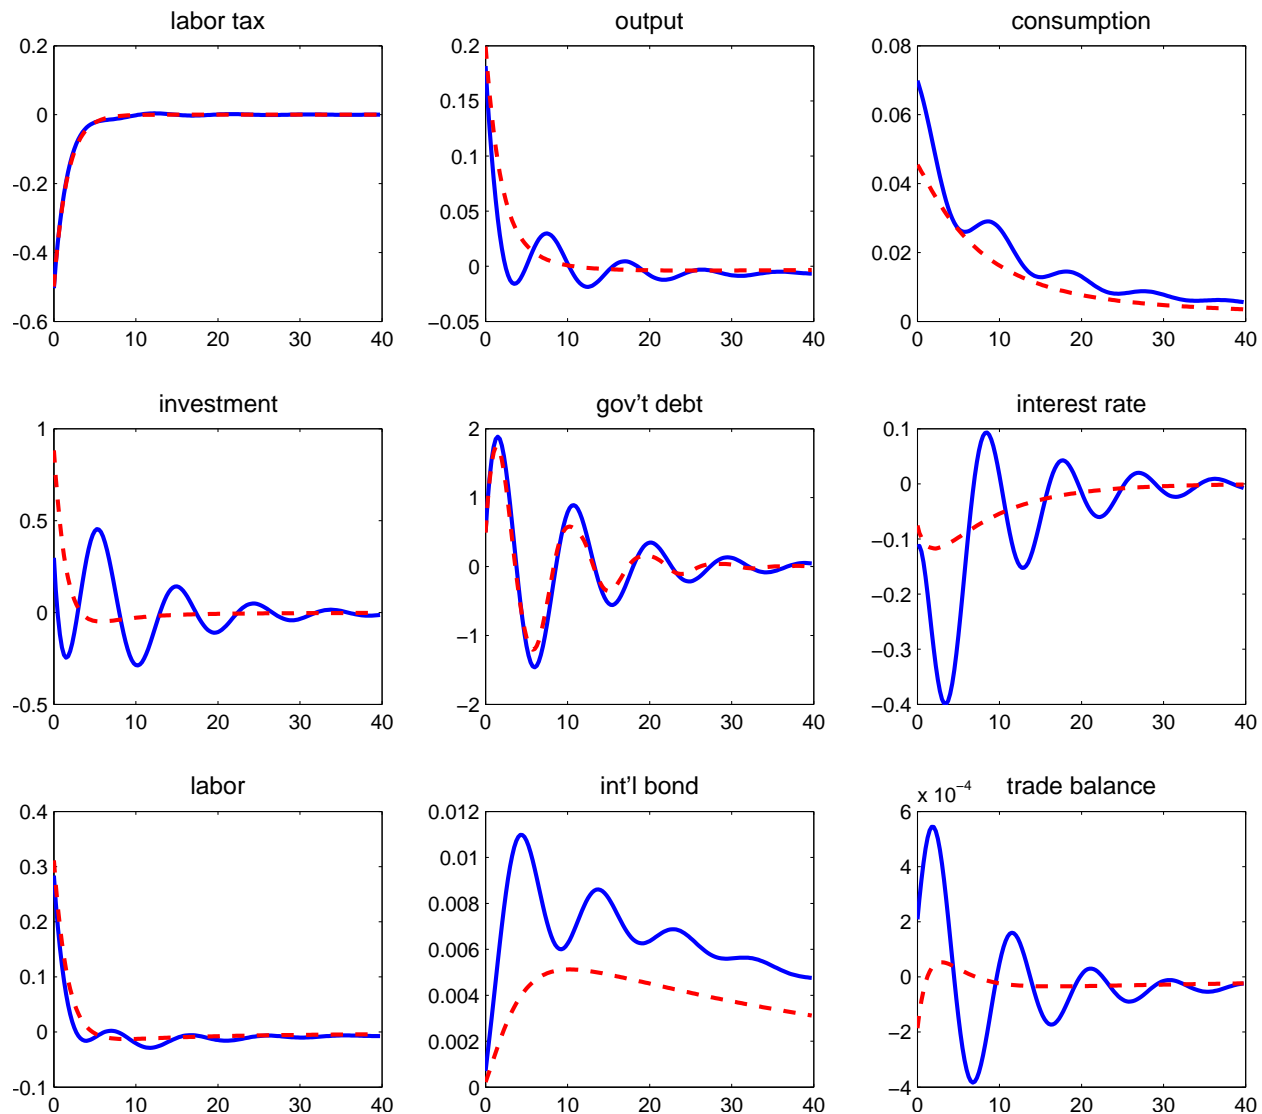 labor tax
output
consumption
0.2
0
-0.2
-0.4
-0.6
0 10 20 30 40
0.2
0.15
0.1
0.05
0
−0.05
0 10 20 30 40
0.08
0.06
0.04
0.02
0
0 10 20 30 40
investment
gov't debt
interest rate
1
0.5
0
-0.5
0 10 20 30 40
2
1
0
−1
−2
0 10 20 30 40
0.1
0
−0.1
−0.2
−0.3
−0.4
0 10 20 30 40
labor
int'l bond
trade balance
0.4
0.3
0.2
0.1
0
-0.1
0 10 20 30 40
0.012
0.01
0.008
0.006
0.004
0.002
0
0 10 20 30 40
x 10⁻⁴
6
4
2
0
−2
−4
0 10 20 30 40